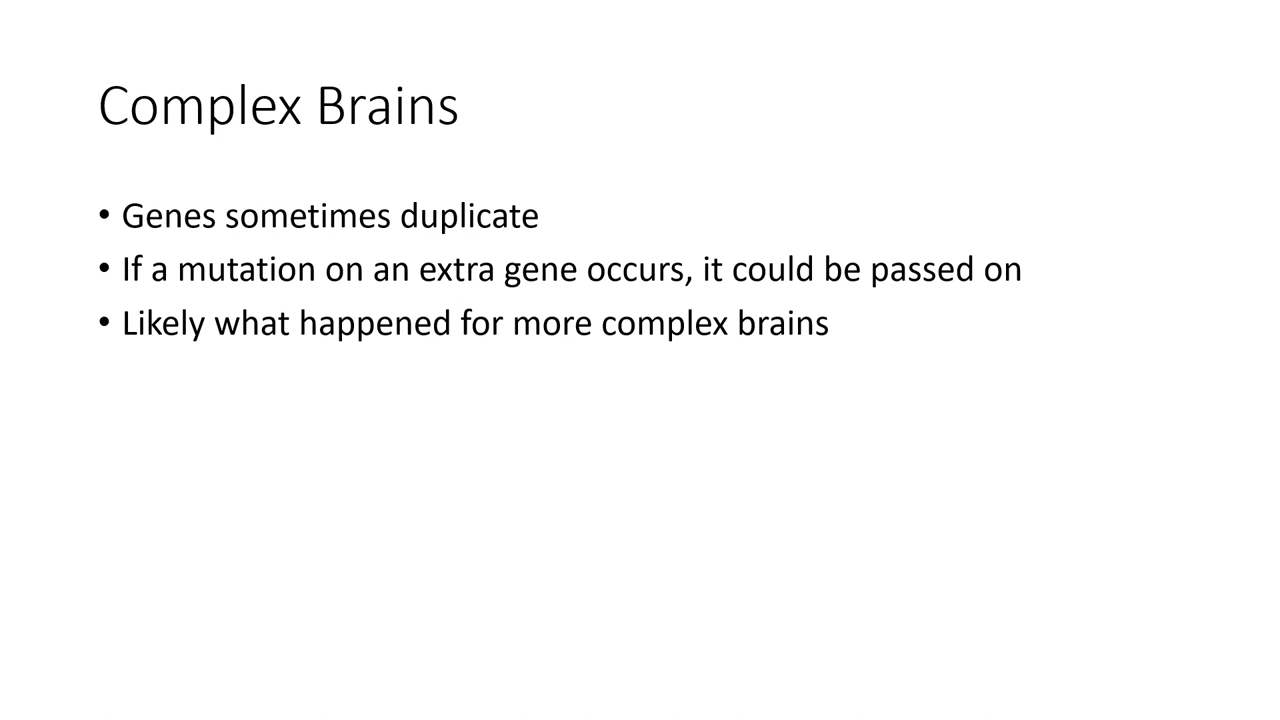 Complex Brains
• Genes sometimes duplicate
• If a mutation on an extra gene occurs, it could be passed on
• Likely what happened for more complex brains